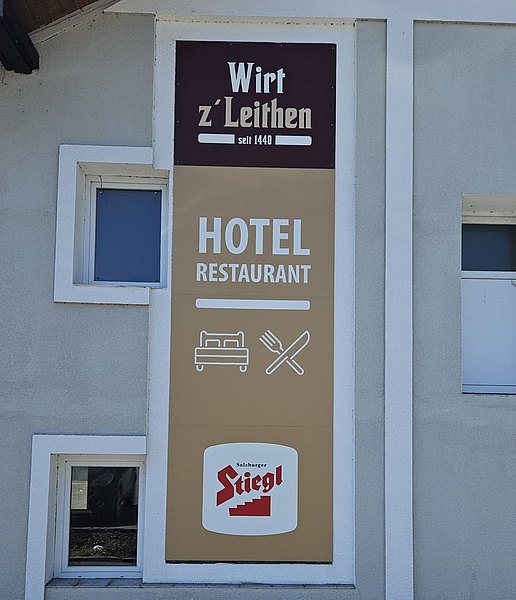 Wirt
z´Leithen
seit 1440
HOTEL
RESTAURANT
Salzburger
Stiegl